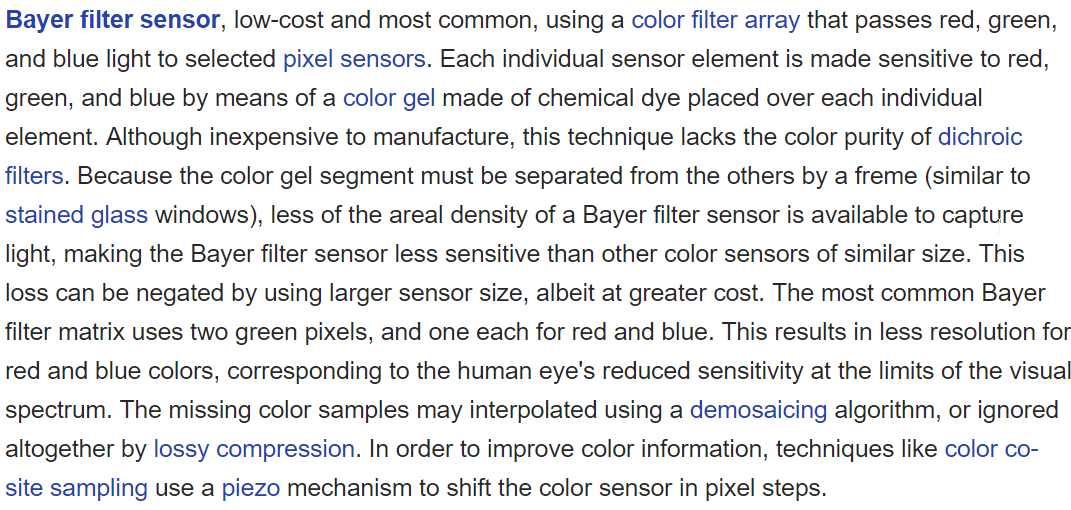 Bayer filter sensor, low-cost and most common, using a color filter array that passes red, green,
and blue light to selected pixel sensors. Each individual sensor element is made sensitive to red,
green, and blue by means of a color gel made of chemical dye placed over each individual
element. Although inexpensive to manufacture, this technique lacks the color purity of dichroic
filters. Because the color gel segment must be separated from the others by a freme (similar to
stained glass windows), less of the areal density of a Bayer filter sensor is available to capture
light, making the Bayer filter sensor less sensitive than other color sensors of similar size. This
loss can be negated by using larger sensor size, albeit at greater cost. The most common Bayer
filter matrix uses two green pixels, and one each for red and blue. This results in less resolution for
red and blue colors, corresponding to the human eye's reduced sensitivity at the limits of the visual
spectrum. The missing color samples may interpolated using a demosaicing algorithm, or ignored
altogether by lossy compression. In order to improve color information, techniques like color co-
site sampling use a piezo mechanism to shift the color sensor in pixel steps.